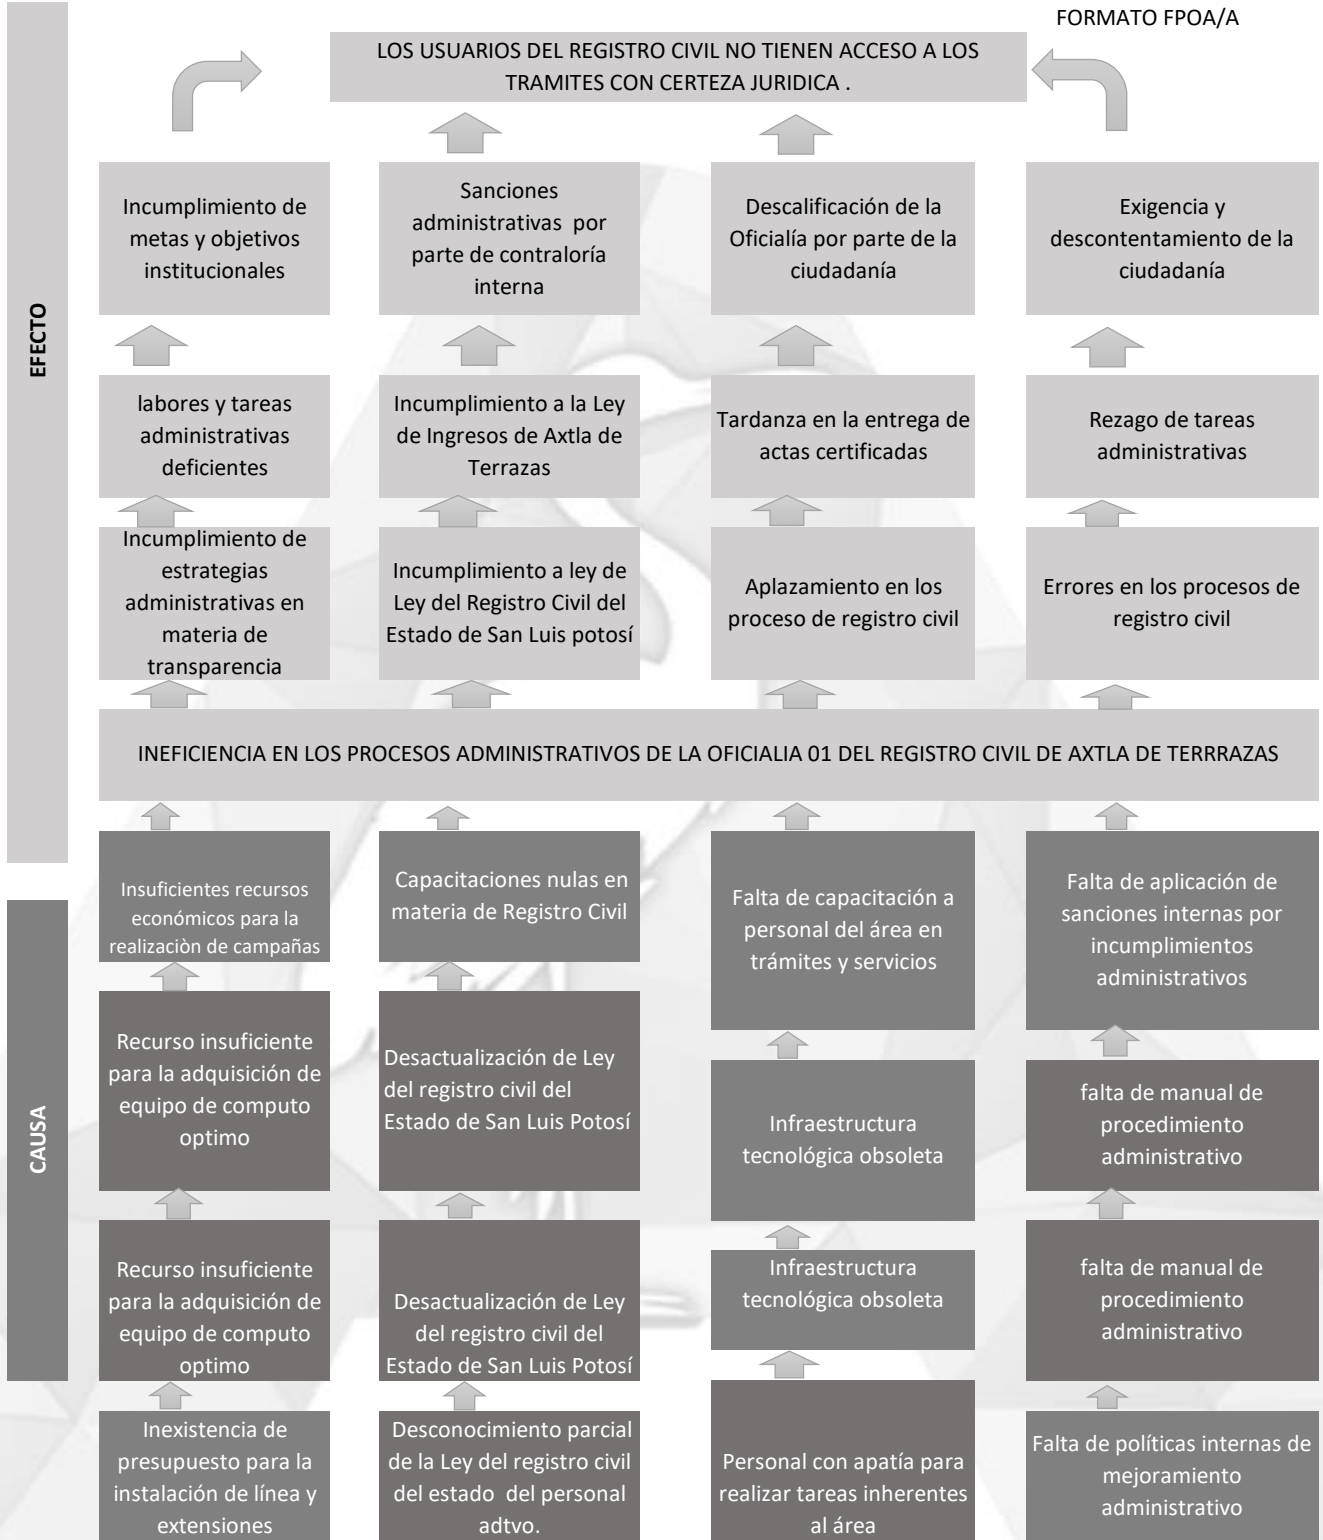 FORMATO FPOA/A
LOS USUARIOS DEL REGISTRO CIVIL NO TIENEN ACCESO A LOS
TRAMITES CON CERTEZA JURIDICA .
EFECTO
Incumplimiento de
metas y objetivos
institucionales
Sanciones
administrativas por
parte de contraloría
interna
Descalificación de la
Oficialía por parte de la
ciudadanía
Exigencia y
descontentamiento de la
ciudadanía
labores y tareas
administrativas
deficientes
Incumplimiento a la Ley
de Ingresos de Axtla de
Terrazas
Tardanza en la entrega de
actas certificadas
Rezago de tareas
administrativas
Incumplimiento de
estrategias
administrativas en
materia de
transparencia
Incumplimiento a ley de
Ley del Registro Civil del
Estado de San Luis potosí
Aplazamiento en los
proceso de registro civil
Errores en los procesos de
registro civil
INEFICIENCIA EN LOS PROCESOS ADMINISTRATIVOS DE LA OFICIALIA 01 DEL REGISTRO CIVIL DE AXTLA DE TERRRAZAS
CAUSA
Insuficientes recursos
económicos para la
realizaciòn de campañas
Capacitaciones nulas en
materia de Registro Civil
Falta de capacitación a
personal del área en
trámites y servicios
Falta de aplicación de
sanciones internas por
incumplimientos
administrativos
Recurso insuficiente
para la adquisición de
equipo de computo
optimo
Desactualización de Ley
del registro civil del
Estado de San Luis Potosí
Infraestructura
tecnológica obsoleta
falta de manual de
procedimiento
administrativo
Recurso insuficiente
para la adquisición de
equipo de computo
optimo
Desactualización de Ley
del registro civil del
Estado de San Luis Potosí
Infraestructura
tecnológica obsoleta
falta de manual de
procedimiento
administrativo
Inexistencia de
presupuesto para la
instalación de línea y
extensiones
Desconocimiento parcial
de la Ley del registro civil
del estado del personal
adtvo.
Personal con apatía para
realizar tareas inherentes
al área
Falta de políticas internas de
mejoramiento
administrativo